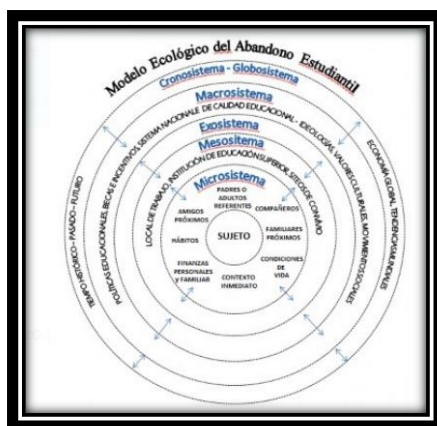 Modelo Ecológico del Abandono Estudiantil
Cronosistema - Globosistema
Macrosistema
POLÍTICAS EDUCACIONALES, BECAS E INCENTIVOS, SISTEMA NACIONALE DE CALIDAD EDUCACIONAL - IDEOLOGÍAS, VALORES CULTURALES, MOVIMIENTOS SOCIALES
Exosistema
Mesositema
LOCAL DE TRABAJO, INSTITUCIÓN DE EDUCACIÓN SUPERIOR, SITIOS DE CONVIVIO
Microsistema
PADRES O
ADULTOS
REFERENTES
AMIGOS
PRÓXIMOS
COMPAÑEROS
SUJETO
HÁBITOS
FAMILIARES
PRÓXIMOS
FINANZAS
PERSONALES
y FAMILIAR
CONTEXTO
INMEDIATO
CONDICIONES
DE
VIDA
TIEMPO HISTÓRICO - PASADO - FUTURO
ECONOMÍA GLOBAL, TENDENCIAS MUNDIALES